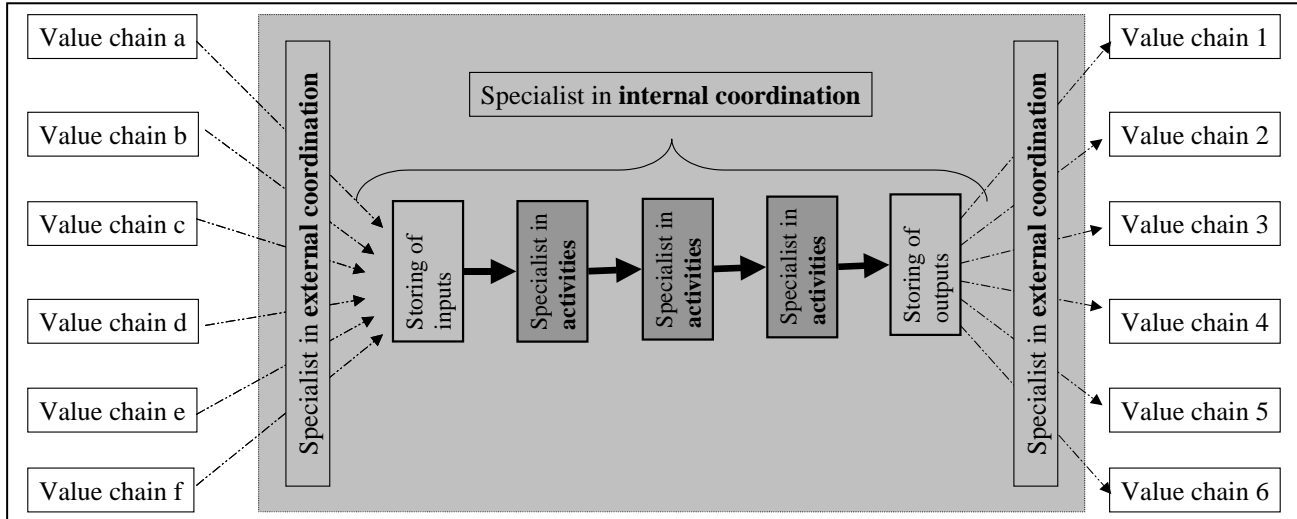 Value chain a
Value chain b
Value chain c
Value chain d
Value chain e
Value chain f
Specialist in external coordination
Specialist in internal coordination
Storing of
inputs
Specialist in
activities
Specialist in
activities
Specialist in
activities
Storing of
outputs
Specialist in external coordination
Value chain 1
Value chain 2
Value chain 3
Value chain 4
Value chain 5
Value chain 6